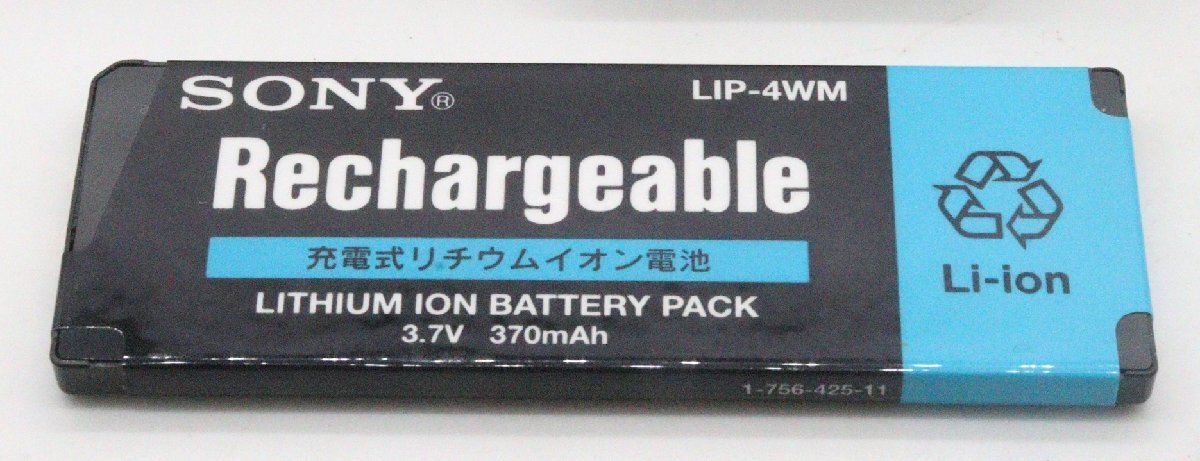 SONY® LIP-4WM
Rechargeable
充電式リチウムイオン電池
LITHIUM ION BATTERY PACK
3.7V 370mAh
Li-ion
1-756-425-11